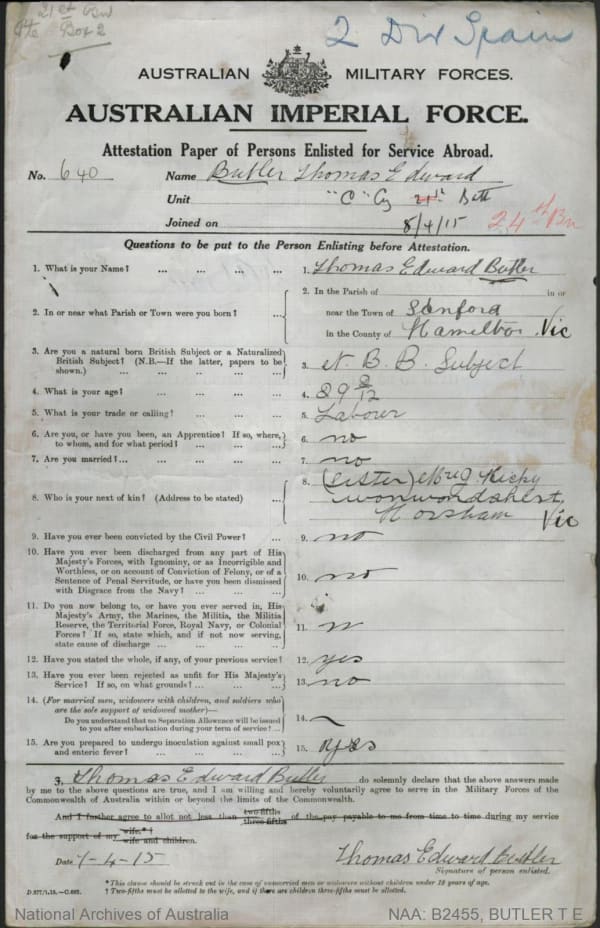 21st Bn
Pte Box 2
2 Div Spain
AUSTRALIAN MILITARY FORCES.
AUSTRALIAN IMPERIAL FORCE.
Attestation Paper of Persons Enlisted for Service Abroad.
No. 640 Name Butler Thomas Edward
Unit "C" Coy 21st Batt
Joined on 8/4/15 24th Bn
Questions to be put to the Person Enlisting before Attestation.
1. What is your Name? ... ... ... ... 1. Thomas Edward Butler
2. In or near what Parish or Town were you born? ... 2. In the Parish of in or
near the Town of Sanford
in the County of Hamelton Vic
3. Are you a natural born British Subject or a Naturalized
British Subject? (N.B.—If the latter, papers to be
shown.) ... ... ... ... 3. N. B. B. Subject
4. What is your age? ... ... ... ... 4. 29 8/12
5. What is your trade or calling? ... ... ... 5. Labourer
6. Are you, or have you been, an Apprentice? If so, where,
to whom, and for what period? ... ... ... 6. no
7. Are you married? ... ... ... ... 7. no
8. Who is your next of kin? (Address to be stated) ... 8. (sister) Mrs
Horsham Vic
9. Have you ever been convicted by the Civil Power? ... 9. no
10. Have you ever been discharged from any part of His
Majesty's Forces, with Ignominy, or as Incorrigible and
Worthless, or on account of Conviction of Felony, or of a
Sentence of Penal Servitude, or have you been dismissed
with Disgrace from the Navy? ... ... ... 10. no
11. Do you now belong to, or have you ever served in, His
Majesty's Army, the Marines, the Militia, the Militia
Reserve, the Territorial Force, Royal Navy, or Colonial
Forces? If so, state which, and if not now serving,
state cause of discharge ... ... ... 11. n
12. Have you stated the whole, if any, of your previous service? 12. yes
13. Have you ever been rejected as unfit for His Majesty's
Service? If so, on what grounds? ... ... ... 13. no
14. (For married men, widowers with children, and soldiers who
are the sole support of widowed mother)—
Do you understand that no Separation Allowance will be issued
to you after embarkation during your term of service? ... 14. ~
15. Are you prepared to undergo inoculation against small pox
and enteric fever? ... ... ... ... 15. yes
I, Thomas Edward Butler do solemnly declare that the above answers made
by me to the above questions are true, and I am willing and hereby voluntarily agree to serve in the Military Forces of the
Commonwealth of Australia within or beyond the limits of the Commonwealth.
And I further agree to allot not less than two-fifths three-fifths of the pay payable to me from time to time during my service
for the support of my wife.*† wife and children.
Date 7-4-15 Thomas Edward Butler
Signature of person enlisted.
* This clause should be struck out in the case of unmarried men or widowers without children under 18 years of age.
† Two-fifths must be allotted to the wife, and if there are children three-fifths must be allotted.
National Archives of Australia NAA: B2455, BUTLER T E